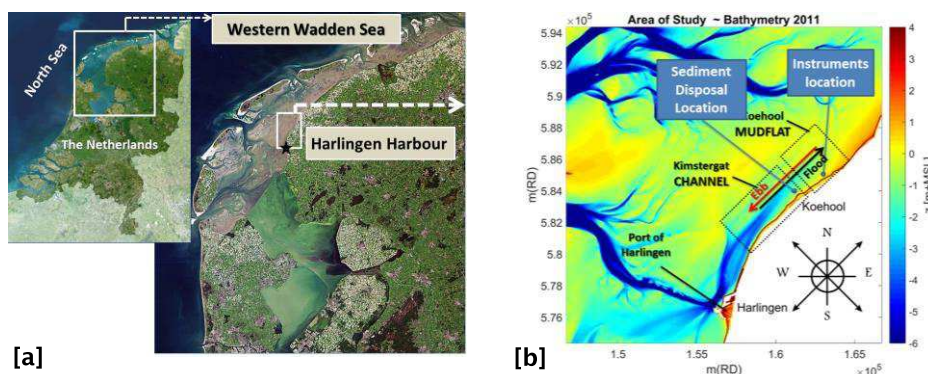 North Sea
Western Wadden Sea
The Netherlands
Harlingen Harbour
[a]
Area of Study ~ Bathymetry 2011
×10⁵
5.94
5.92
5.9
5.88
5.86
5.84
5.82
5.8
5.78
5.76
m(RD)
Sediment
Disposal
Location
Instruments
location
MUDFLAT
Kimstergat
CHANNEL
Ebb
Flood
Koehool
Port of
Harlingen
Harlingen
N
W
E
S
1.5
1.55
1.6
1.65
m(RD)
×10⁵
4
3
2
1
0
-1
-2
-3
-4
-5
-6
z [m+MSL]
[b]